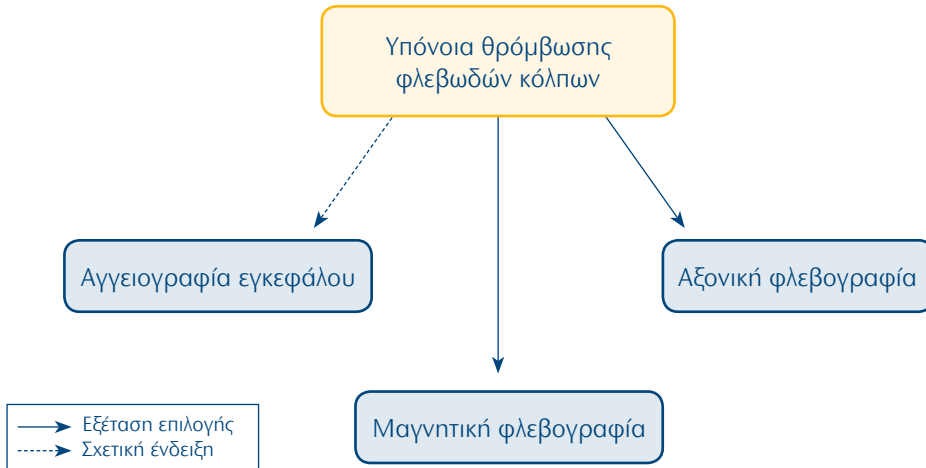 Υπόνοια θρόμβωσης
φλεβωδών κόλπων
Αγγειογραφία εγκεφάλου
Αξονική φλεβογραφία
Μαγνητική φλεβογραφία
Εξέταση επιλογής
Σχετική ένδειξη